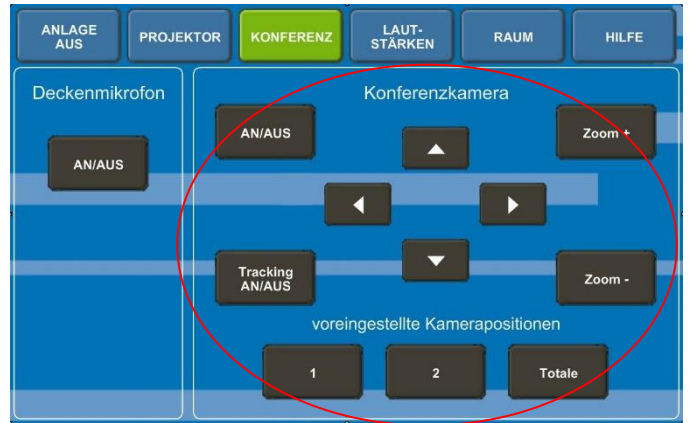 ANLAGE
AUS
PROJEKTOR
KONFERENZ
LAUT-
STÄRKEN
RAUM
HILFE
Deckenmikrofon
AN/AUS
Konferenzkamera
AN/AUS
Zoom +
Tracking
AN/AUS
Zoom -
voreingestellte Kamerapositionen
1
2
Totale